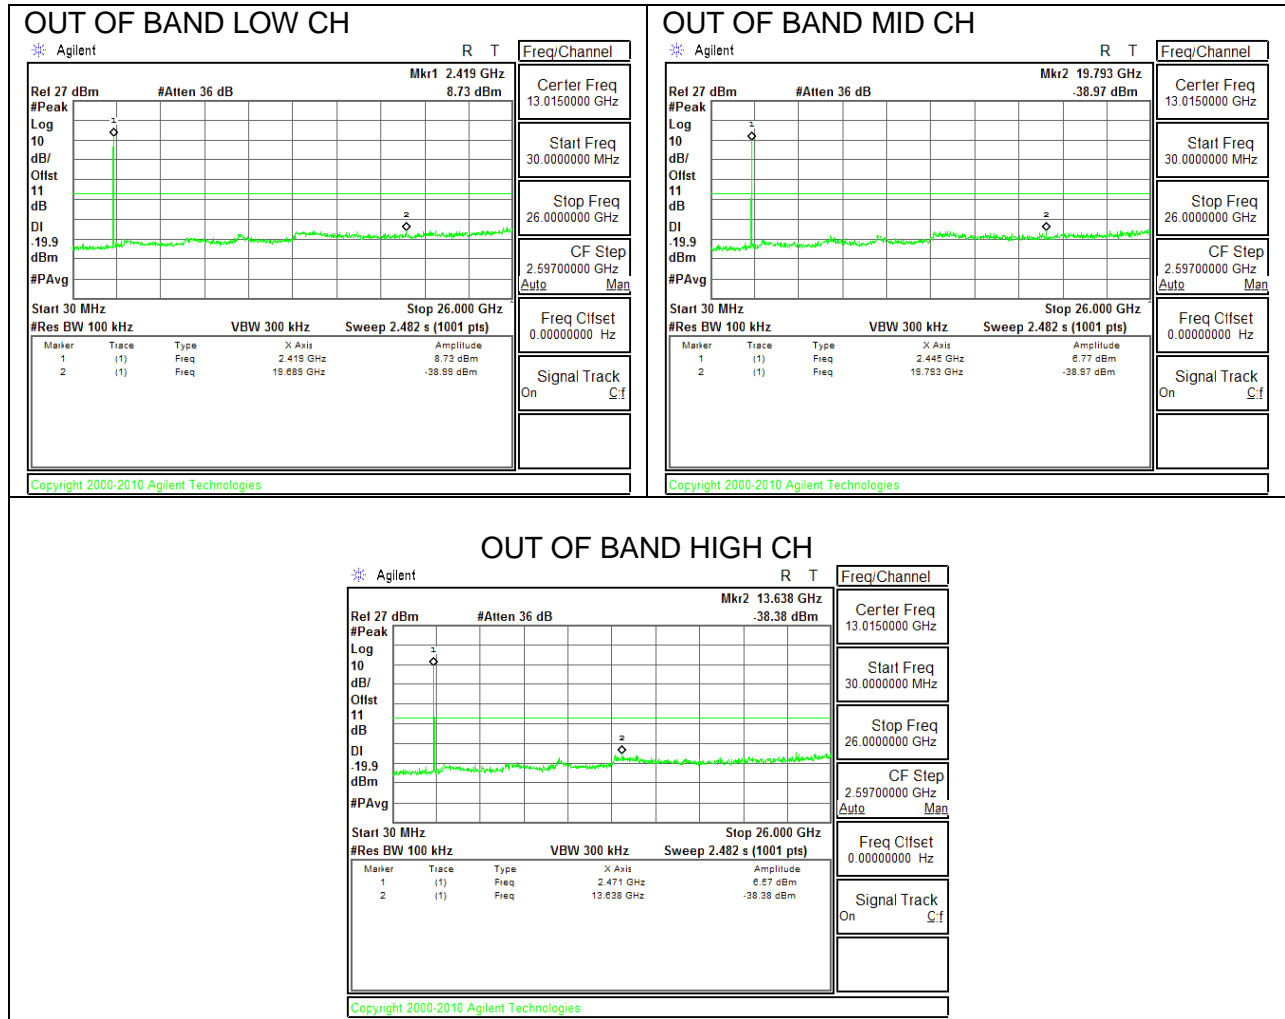 OUT OF BAND LOW CH
Agilent R T Freq/Channel
Mkr1 2.419 GHz
Ref 27 dBm #Atten 36 dB 8.73 dBm
#Peak
Log
10
dB/
Offst
11
dB
DI
-19.9
dBm
#PAvg
1
2
Start 30 MHz Stop 26.000 GHz
#Res BW 100 kHz VBW 300 kHz Sweep 2.482 s (1001 pts)
Marker Trace Type X Axis Amplitude
1 (1) Freq 2.419 GHz 8.73 dBm
2 (1) Freq 19.689 GHz -38.99 dBm
Center Freq
13.0150000 GHz
Start Freq
30.0000000 MHz
Stop Freq
26.0000000 GHz
CF Step
2.59700000 GHz
Auto Man
Freq Offset
0.00000000 Hz
Signal Track
On Off
Copyright 2000-2010 Agilent Technologies
OUT OF BAND MID CH
Agilent R T Freq/Channel
Mkr2 19.793 GHz
Ref 27 dBm #Atten 36 dB -38.97 dBm
#Peak
Log
10
dB/
Offst
11
dB
DI
-19.9
dBm
#PAvg
1
2
Start 30 MHz Stop 26.000 GHz
#Res BW 100 kHz VBW 300 kHz Sweep 2.482 s (1001 pts)
Marker Trace Type X Axis Amplitude
1 (1) Freq 2.445 GHz 6.77 dBm
2 (1) Freq 19.793 GHz -38.97 dBm
Center Freq
13.0150000 GHz
Start Freq
30.0000000 MHz
Stop Freq
26.0000000 GHz
CF Step
2.59700000 GHz
Auto Man
Freq Offset
0.00000000 Hz
Signal Track
On Off
Copyright 2000-2010 Agilent Technologies
OUT OF BAND HIGH CH
Agilent R T Freq/Channel
Mkr2 13.638 GHz
Ref 27 dBm #Atten 36 dB -38.38 dBm
#Peak
Log
10
dB/
Offst
11
dB
DI
-19.9
dBm
#PAvg
1
2
Start 30 MHz Stop 26.000 GHz
#Res BW 100 kHz VBW 300 kHz Sweep 2.482 s (1001 pts)
Marker Trace Type X Axis Amplitude
1 (1) Freq 2.471 GHz 6.57 dBm
2 (1) Freq 13.638 GHz -38.38 dBm
Center Freq
13.0150000 GHz
Start Freq
30.0000000 MHz
Stop Freq
26.0000000 GHz
CF Step
2.59700000 GHz
Auto Man
Freq Offset
0.00000000 Hz
Signal Track
On Off
Copyright 2000-2010 Agilent Technologies